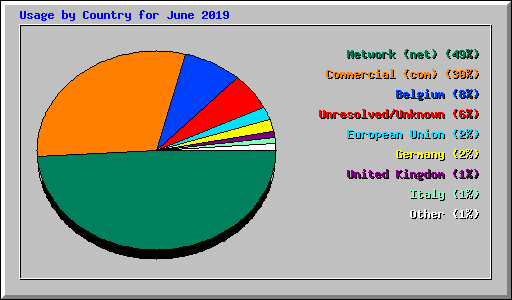 Usage by Country for June 2019
Network (net) (49%)
Commercial (com) (30%)
Belgium (8%)
Unresolved/Unknown (6%)
European Union (2%)
Germany (2%)
United Kingdom (1%)
Italy (1%)
Other (1%)